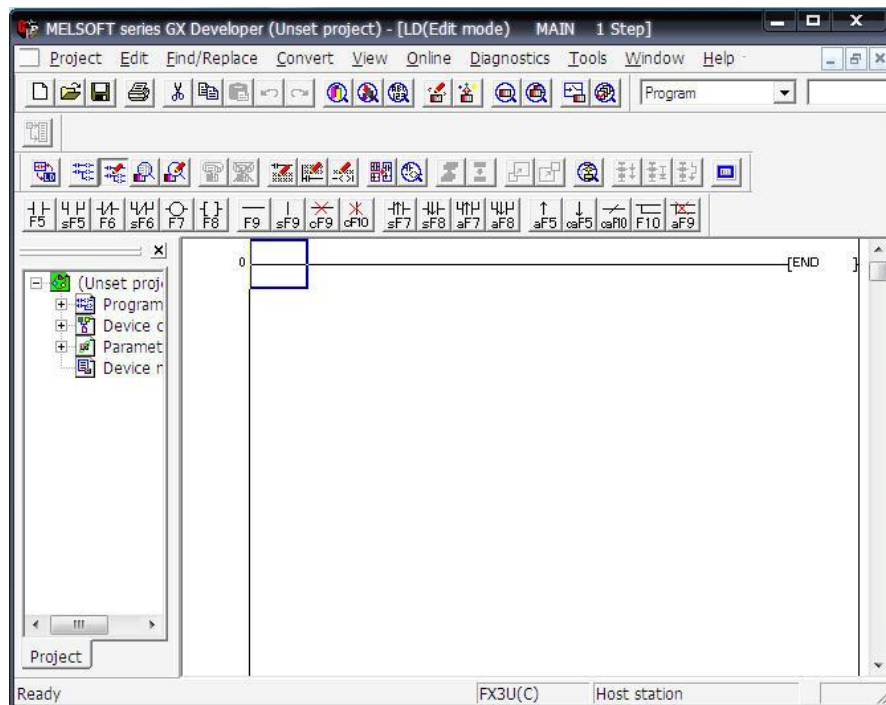 MELSOFT series GX Developer (Unset project) - [LD(Edit mode) MAIN 1 Step]
Project Edit Find/Replace Convert View Online Diagnostics Tools Window Help
Program
F5 sF5 F6 sF6 F7 F8 F9 sF9 cF9 cF10 sF7 sF8 aF7 aF8 aF5 caF5 caF10 F10 aF9
0 END
(Unset proj
Program
Device c
Paramet
Device r
Project
Ready FX3U(C) Host station